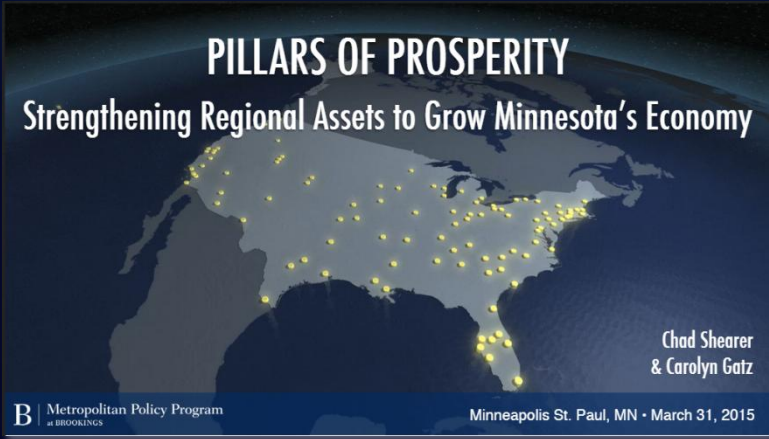 PILLARS OF PROSPERITY
Strengthening Regional Assets to Grow Minnesota's Economy
Chad Shearer
& Carolyn Gatz
B | Metropolitan Policy Program
at BROOKINGS
Minneapolis St. Paul, MN • March 31, 2015